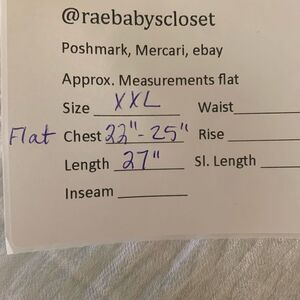 @raebabyscloset
Poshmark, Mercari, ebay
Approx. Measurements flat
Size XXL Waist
Flat Chest 22"-25" Rise
Length 27" Sl. Length
Inseam